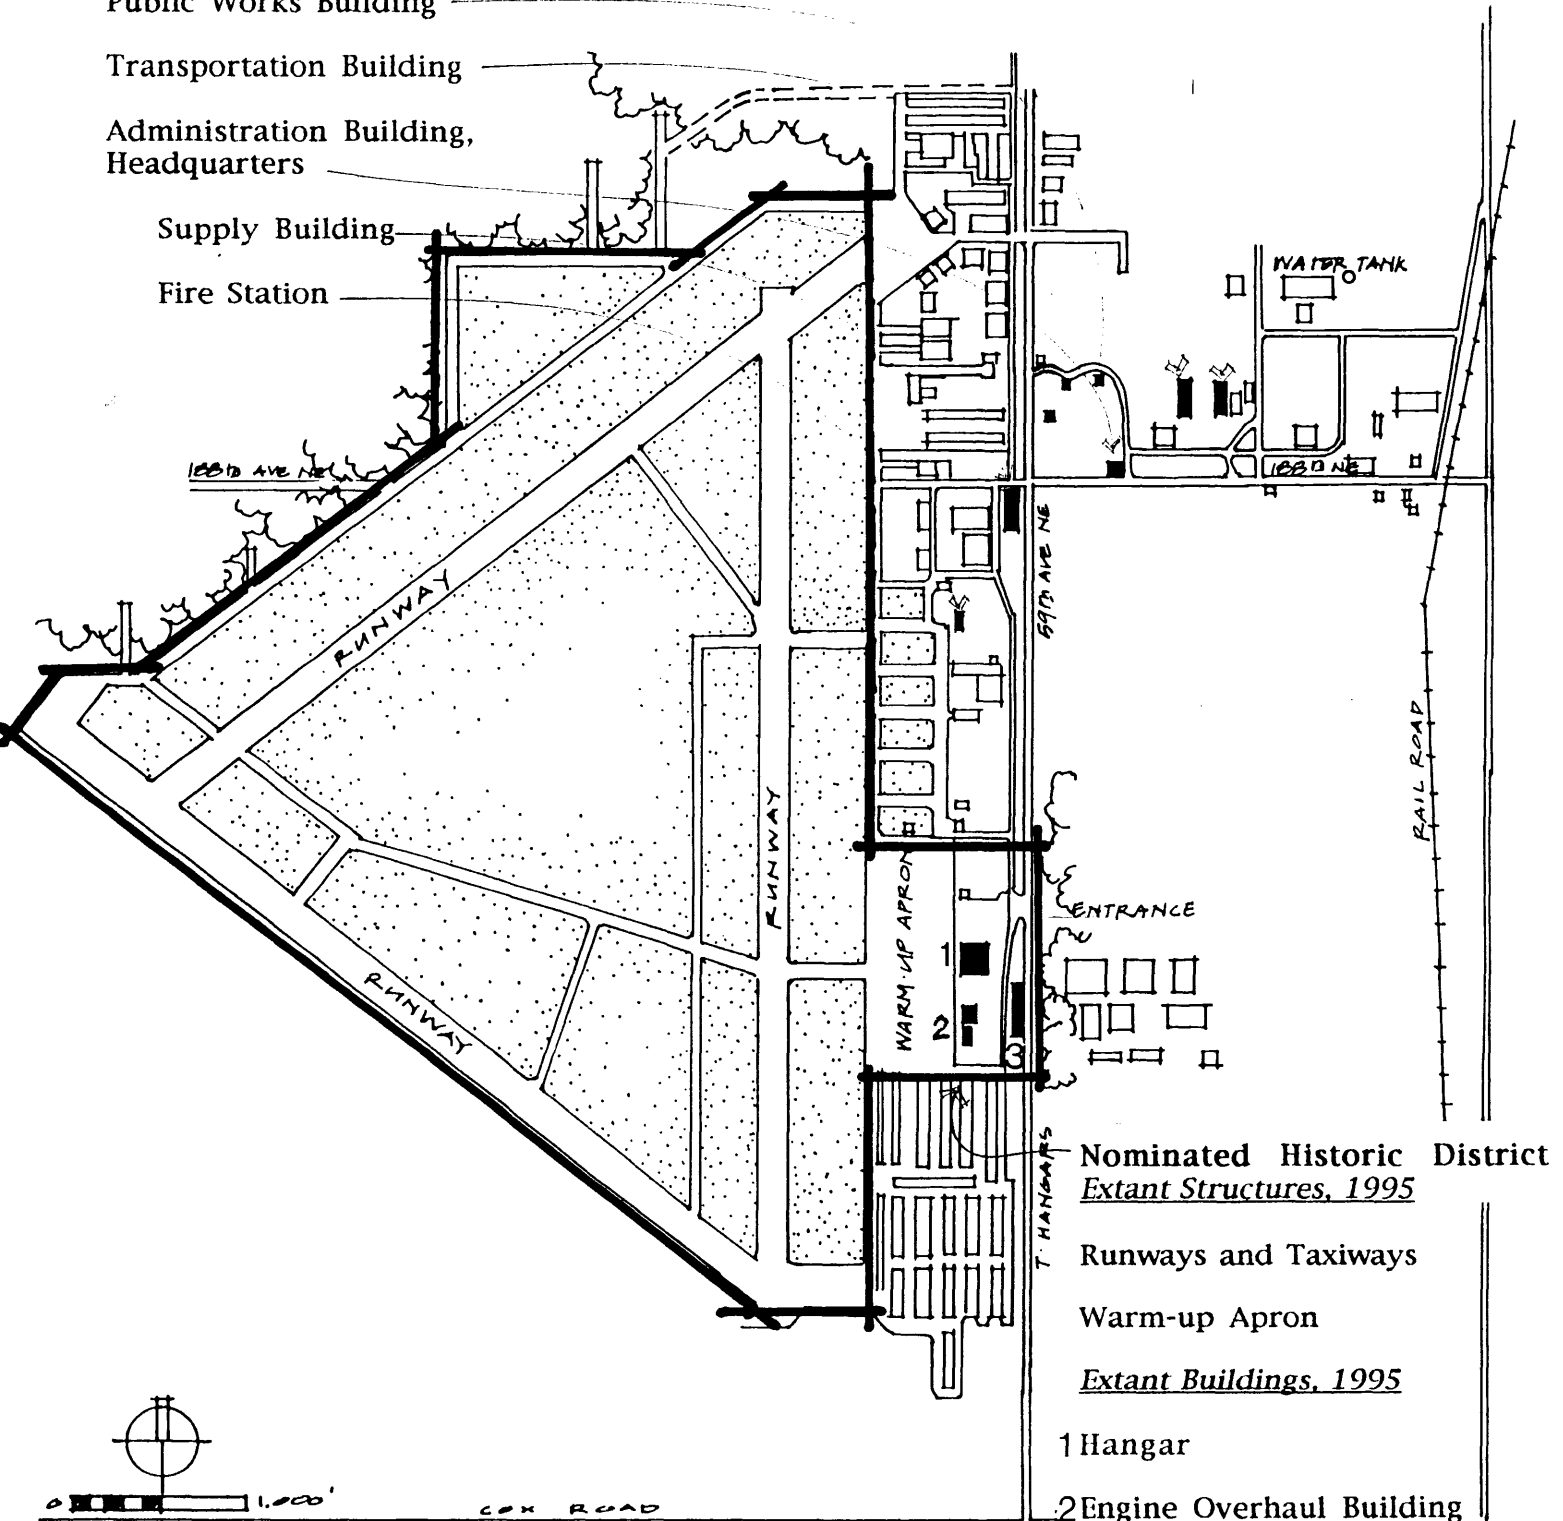 Public Works Building
Transportation Building
Administration Building,
Headquarters
Supply Building
Fire Station
WATER TANK
188TH AVE NE
188TH NE
59TH AVE NE
RUNWAY
RUNWAY
RUNWAY
RAIL ROAD
WARM-UP APRON
ENTRANCE
1
2
3
T. HANGARS
Nominated Historic District
Extant Structures, 1995
Runways and Taxiways
Warm-up Apron
Extant Buildings, 1995
1 Hangar
2 Engine Overhaul Building
0 1,000'
COX ROAD